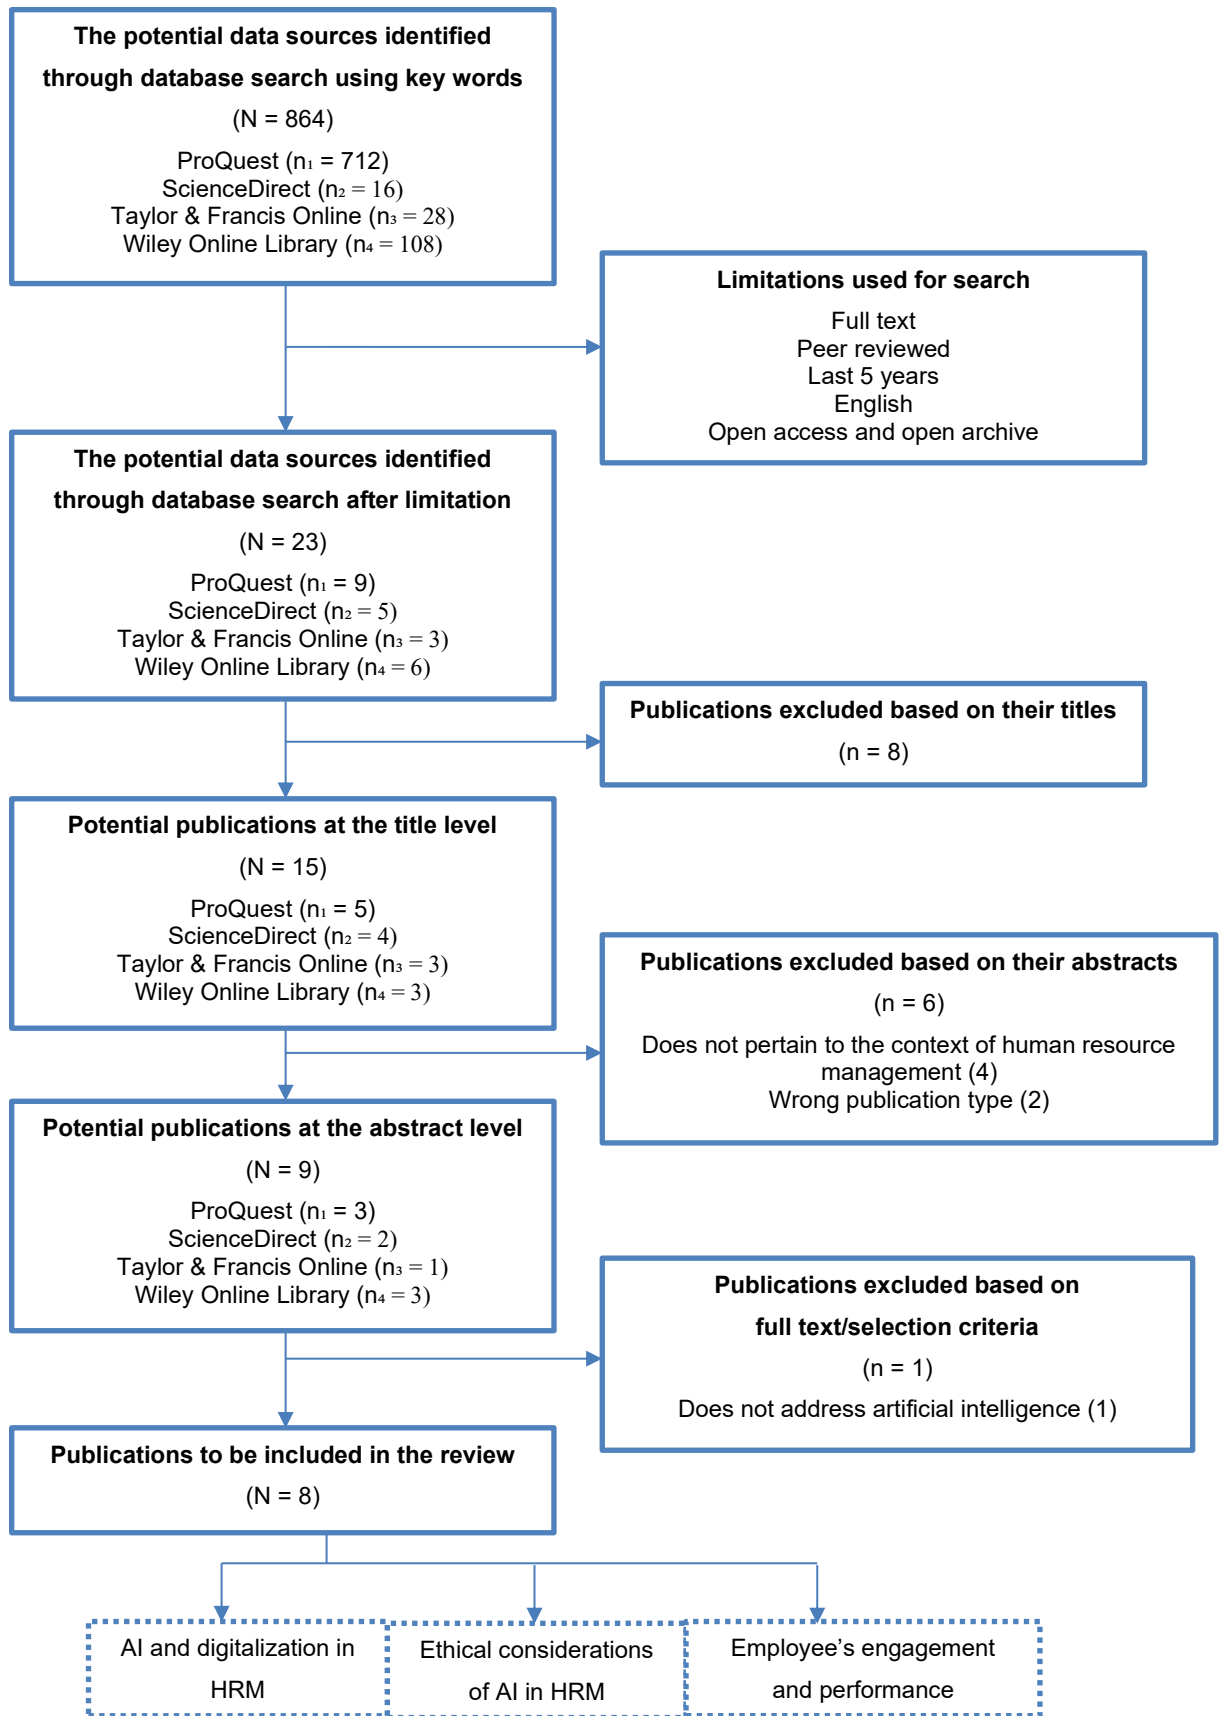 The potential data sources identified
through database search using key words
(N = 864)
ProQuest (n₁ = 712)
ScienceDirect (n₂ = 16)
Taylor & Francis Online (n₃ = 28)
Wiley Online Library (n₄ = 108)
Limitations used for search
Full text
Peer reviewed
Last 5 years
English
Open access and open archive
The potential data sources identified
through database search after limitation
(N = 23)
ProQuest (n₁ = 9)
ScienceDirect (n₂ = 5)
Taylor & Francis Online (n₃ = 3)
Wiley Online Library (n₄ = 6)
Publications excluded based on their titles
(n = 8)
Potential publications at the title level
(N = 15)
ProQuest (n₁ = 5)
ScienceDirect (n₂ = 4)
Taylor & Francis Online (n₃ = 3)
Wiley Online Library (n₄ = 3)
Publications excluded based on their abstracts
(n = 6)
Does not pertain to the context of human resource
management (4)
Wrong publication type (2)
Potential publications at the abstract level
(N = 9)
ProQuest (n₁ = 3)
ScienceDirect (n₂ = 2)
Taylor & Francis Online (n₃ = 1)
Wiley Online Library (n₄ = 3)
Publications excluded based on
full text/selection criteria
(n = 1)
Does not address artificial intelligence (1)
Publications to be included in the review
(N = 8)
AI and digitalization in
HRM
Ethical considerations
of AI in HRM
Employee’s engagement
and performance